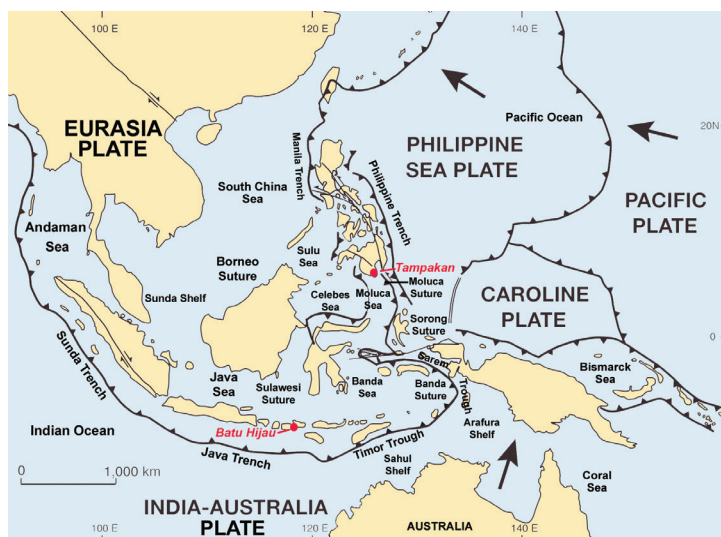 100 E
120 E
140 E
Pacific Ocean
20N
EURASIA
PLATE
PHILIPPINE
SEA PLATE
Manila Trench
Philippine Trench
South China
Sea
PACIFIC
PLATE
Andaman
Sea
Sulu
Sea
Borneo
Suture
Tampakan
Moluca
Suture
Celebes
Sea
Moluca
Sea
CAROLINE
PLATE
Sunda Shelf
Sorong
Suture
0
Sunda Trench
Sarem
Trough
Bismarck
Sea
Java
Sea
Sulawesi
Suture
Banda
Sea
Banda
Suture
Arafura
Shelf
Indian Ocean
Batu Hijau
Java Trench
Timor Trough
Sahul
Shelf
0
1,000 km
Coral
Sea
INDIA-AUSTRALIA
PLATE
AUSTRALIA
100 E
120 E
140 E